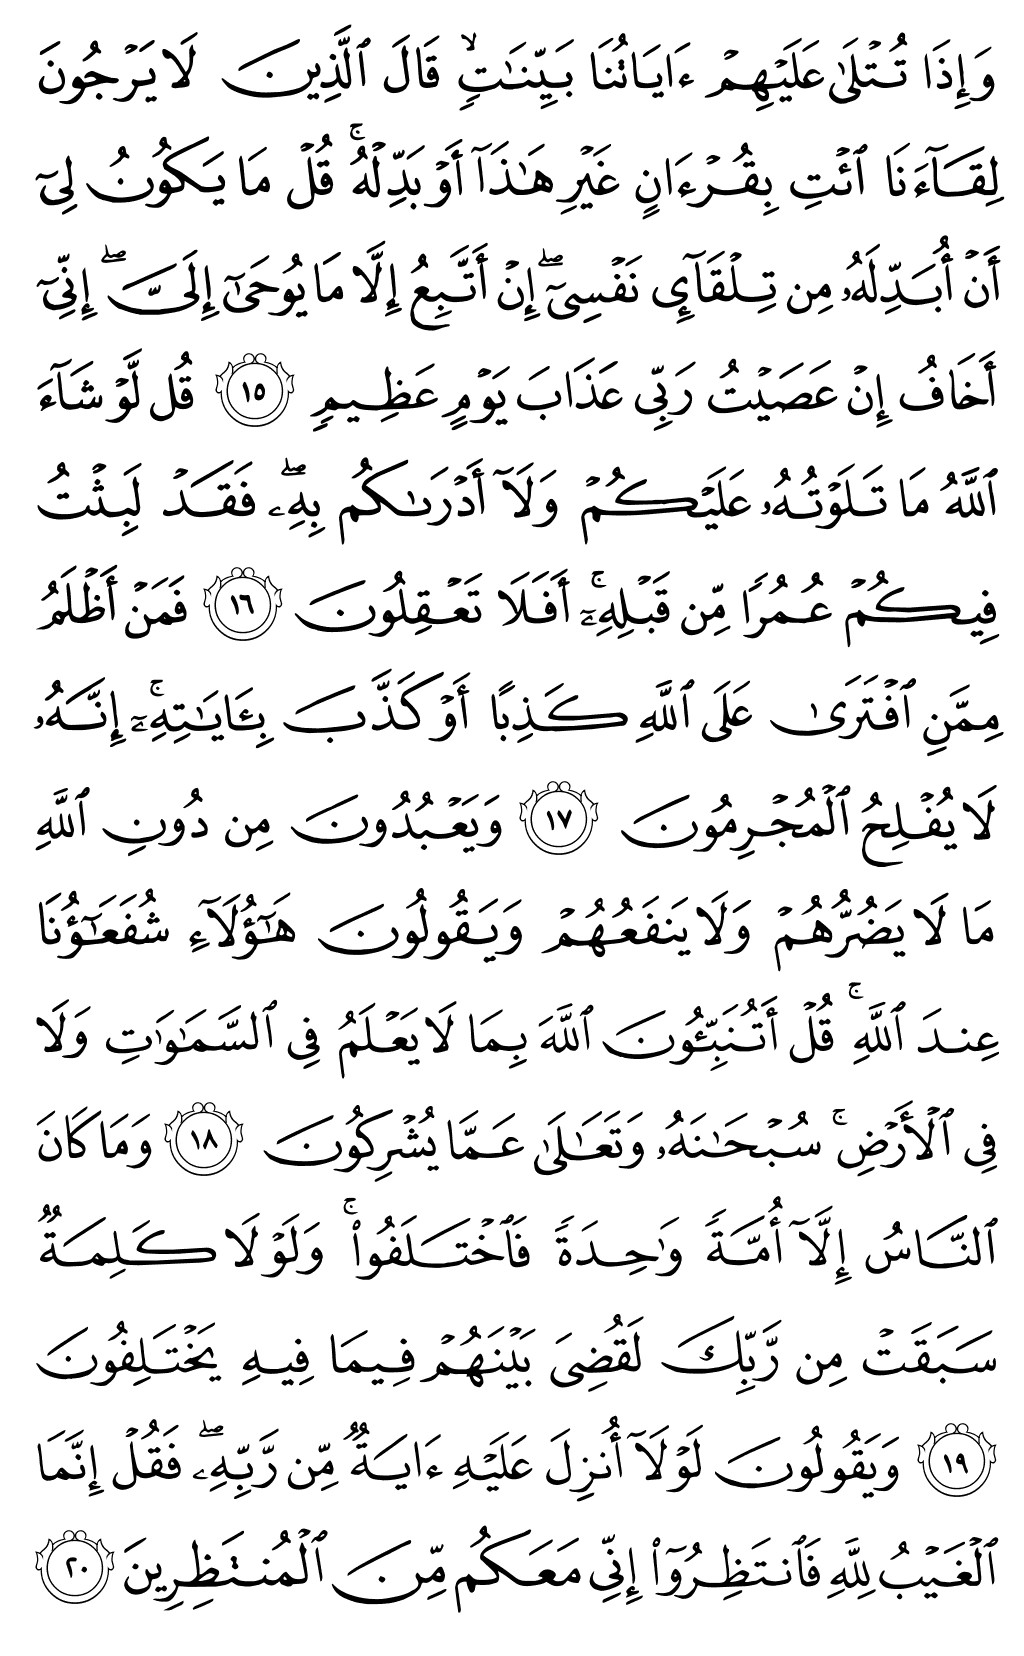 وَإِذَا تُتْلَىٰ عَلَيْهِمْ ءَايَاتُنَا بَيِّنَـٰتٍۙ قَالَ ٱلَّذِينَ لَا يَرْجُونَ
لِقَآءَنَا ٱئْتِ بِقُرْءَانٍ غَيْرِ هَـٰذَآ أَوْ بَدِّلْهُۚ قُلْ مَا يَكُونُ لِىٓ
أَنْ أُبَدِّلَهُۥ مِن تِلْقَآئِ نَفْسِىٓۖ إِنْ أَتَّبِعُ إِلَّا مَا يُوحَىٰٓ إِلَىَّۖ إِنِّىٓ
أَخَافُ إِنْ عَصَيْتُ رَبِّى عَذَابَ يَوْمٍ عَظِيمٍ ١٥ قُل لَّوْ شَآءَ
ٱللَّهُ مَا تَلَوْتُهُۥ عَلَيْكُمْ وَلَآ أَدْرَىٰكُم بِهِۦۖ فَقَدْ لَبِثْتُ
فِيكُمْ عُمُرًا مِّن قَبْلِهِۦٓۚ أَفَلَا تَعْقِلُونَ ١٦ فَمَنْ أَظْلَمُ
مِمَّنِ ٱفْتَرَىٰ عَلَى ٱللَّهِ كَذِبًا أَوْ كَذَّبَ بِـَٔايَـٰتِهِۦٓۚ إِنَّهُۥ
لَا يُفْلِحُ ٱلْمُجْرِمُونَ ١٧ وَيَعْبُدُونَ مِن دُونِ ٱللَّهِ
مَا لَا يَضُرُّهُمْ وَلَا يَنفَعُهُمْ وَيَقُولُونَ هَـٰٓؤُلَآءِ شُفَعَـٰٓؤُنَا
عِندَ ٱللَّهِۚ قُلْ أَتُنَبِّـُٔونَ ٱللَّهَ بِمَا لَا يَعْلَمُ فِى ٱلسَّمَـٰوَٰتِ وَلَا
فِى ٱلْأَرْضِۚ سُبْحَـٰنَهُۥ وَتَعَـٰلَىٰ عَمَّا يُشْرِكُونَ ١٨ وَمَا كَانَ
ٱلنَّاسُ إِلَّآ أُمَّةً وَٰحِدَةً فَٱخْتَلَفُوا۟ۚ وَلَوْلَا كَلِمَةٌ
سَبَقَتْ مِن رَّبِّكَ لَقُضِىَ بَيْنَهُمْ فِيمَا فِيهِ يَخْتَلِفُونَ
١٩ وَيَقُولُونَ لَوْلَآ أُنزِلَ عَلَيْهِ ءَايَةٌ مِّن رَّبِّهِۦۖ فَقُلْ إِنَّمَا
ٱلْغَيْبُ لِلَّهِ فَٱنتَظِرُوٓا۟ إِنِّى مَعَكُم مِّنَ ٱلْمُنتَظِرِينَ ٢٠